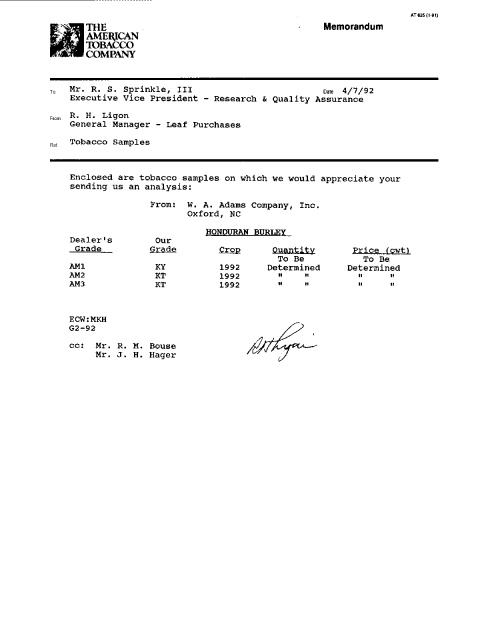 AT 825 (1-91)
THE
AMERICAN
TOBACCO
COMPANY
Memorandum
To Mr. R. S. Sprinkle, III Date 4/7/92
Executive Vice President - Research & Quality Assurance
From R. H. Ligon
General Manager - Leaf Purchases
Ref. Tobacco Samples
Enclosed are tobacco samples on which we would appreciate your
sending us an analysis:
From: W. A. Adams Company, Inc.
Oxford, NC
HONDURAN BURLEY
Dealer's Our
Grade Grade Crop Quantity Price (cwt)
To Be To Be
AM1 KY 1992 Determined Determined
AM2 KT 1992 " " " "
AM3 KT 1992 " " " "
ECW:MKH
G2-92
cc: Mr. R. M. Bouse
Mr. J. H. Hager